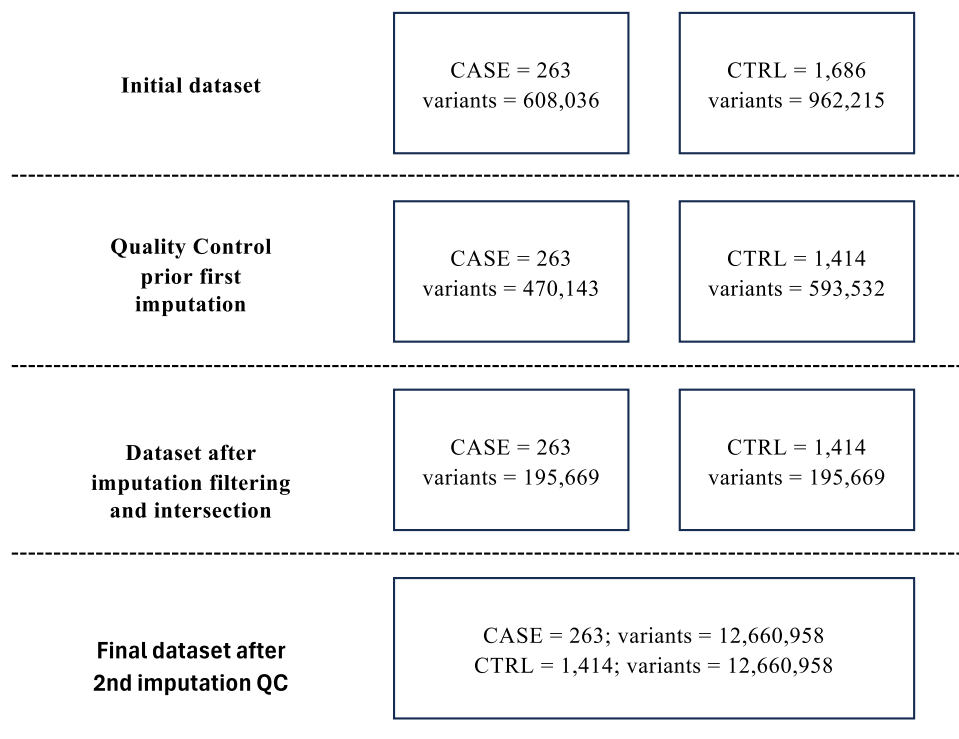 Initial dataset
CASE = 263
variants = 608,036
CTRL = 1,686
variants = 962,215
Quality Control
prior first
imputation
CASE = 263
variants = 470,143
CTRL = 1,414
variants = 593,532
Dataset after
imputation filtering
and intersection
CASE = 263
variants = 195,669
CTRL = 1,414
variants = 195,669
Final dataset after
2nd imputation QC
CASE = 263; variants = 12,660,958
CTRL = 1,414; variants = 12,660,958